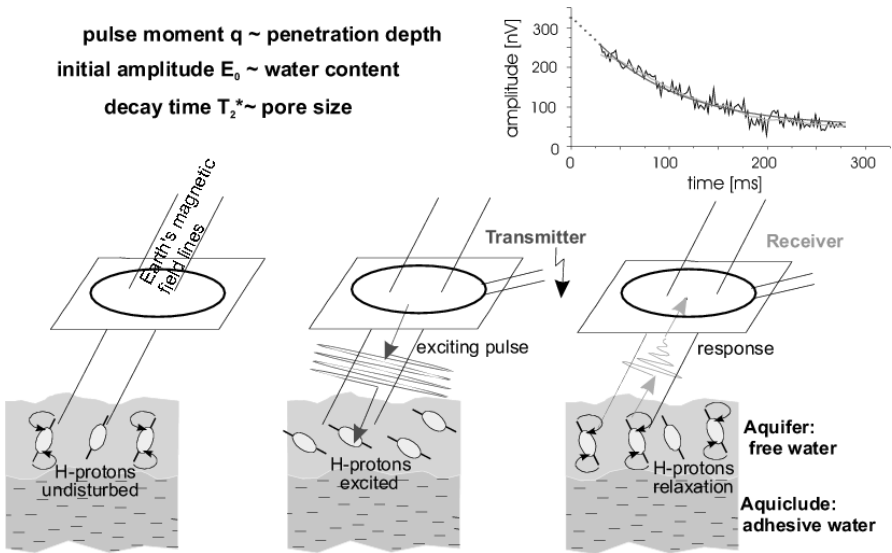 pulse moment q ~ penetration depth
initial amplitude E₀ ~ water content
decay time T₂*~ pore size
amplitude [nV]
300
200
100
0
0
100
200
300
time [ms]
Earth's magnetic
field lines
Transmitter
Receiver
exciting pulse
response
H-protons
undisturbed
H-protons
excited
H-protons
relaxation
Aquifer:
free water
Aquiclude:
adhesive water